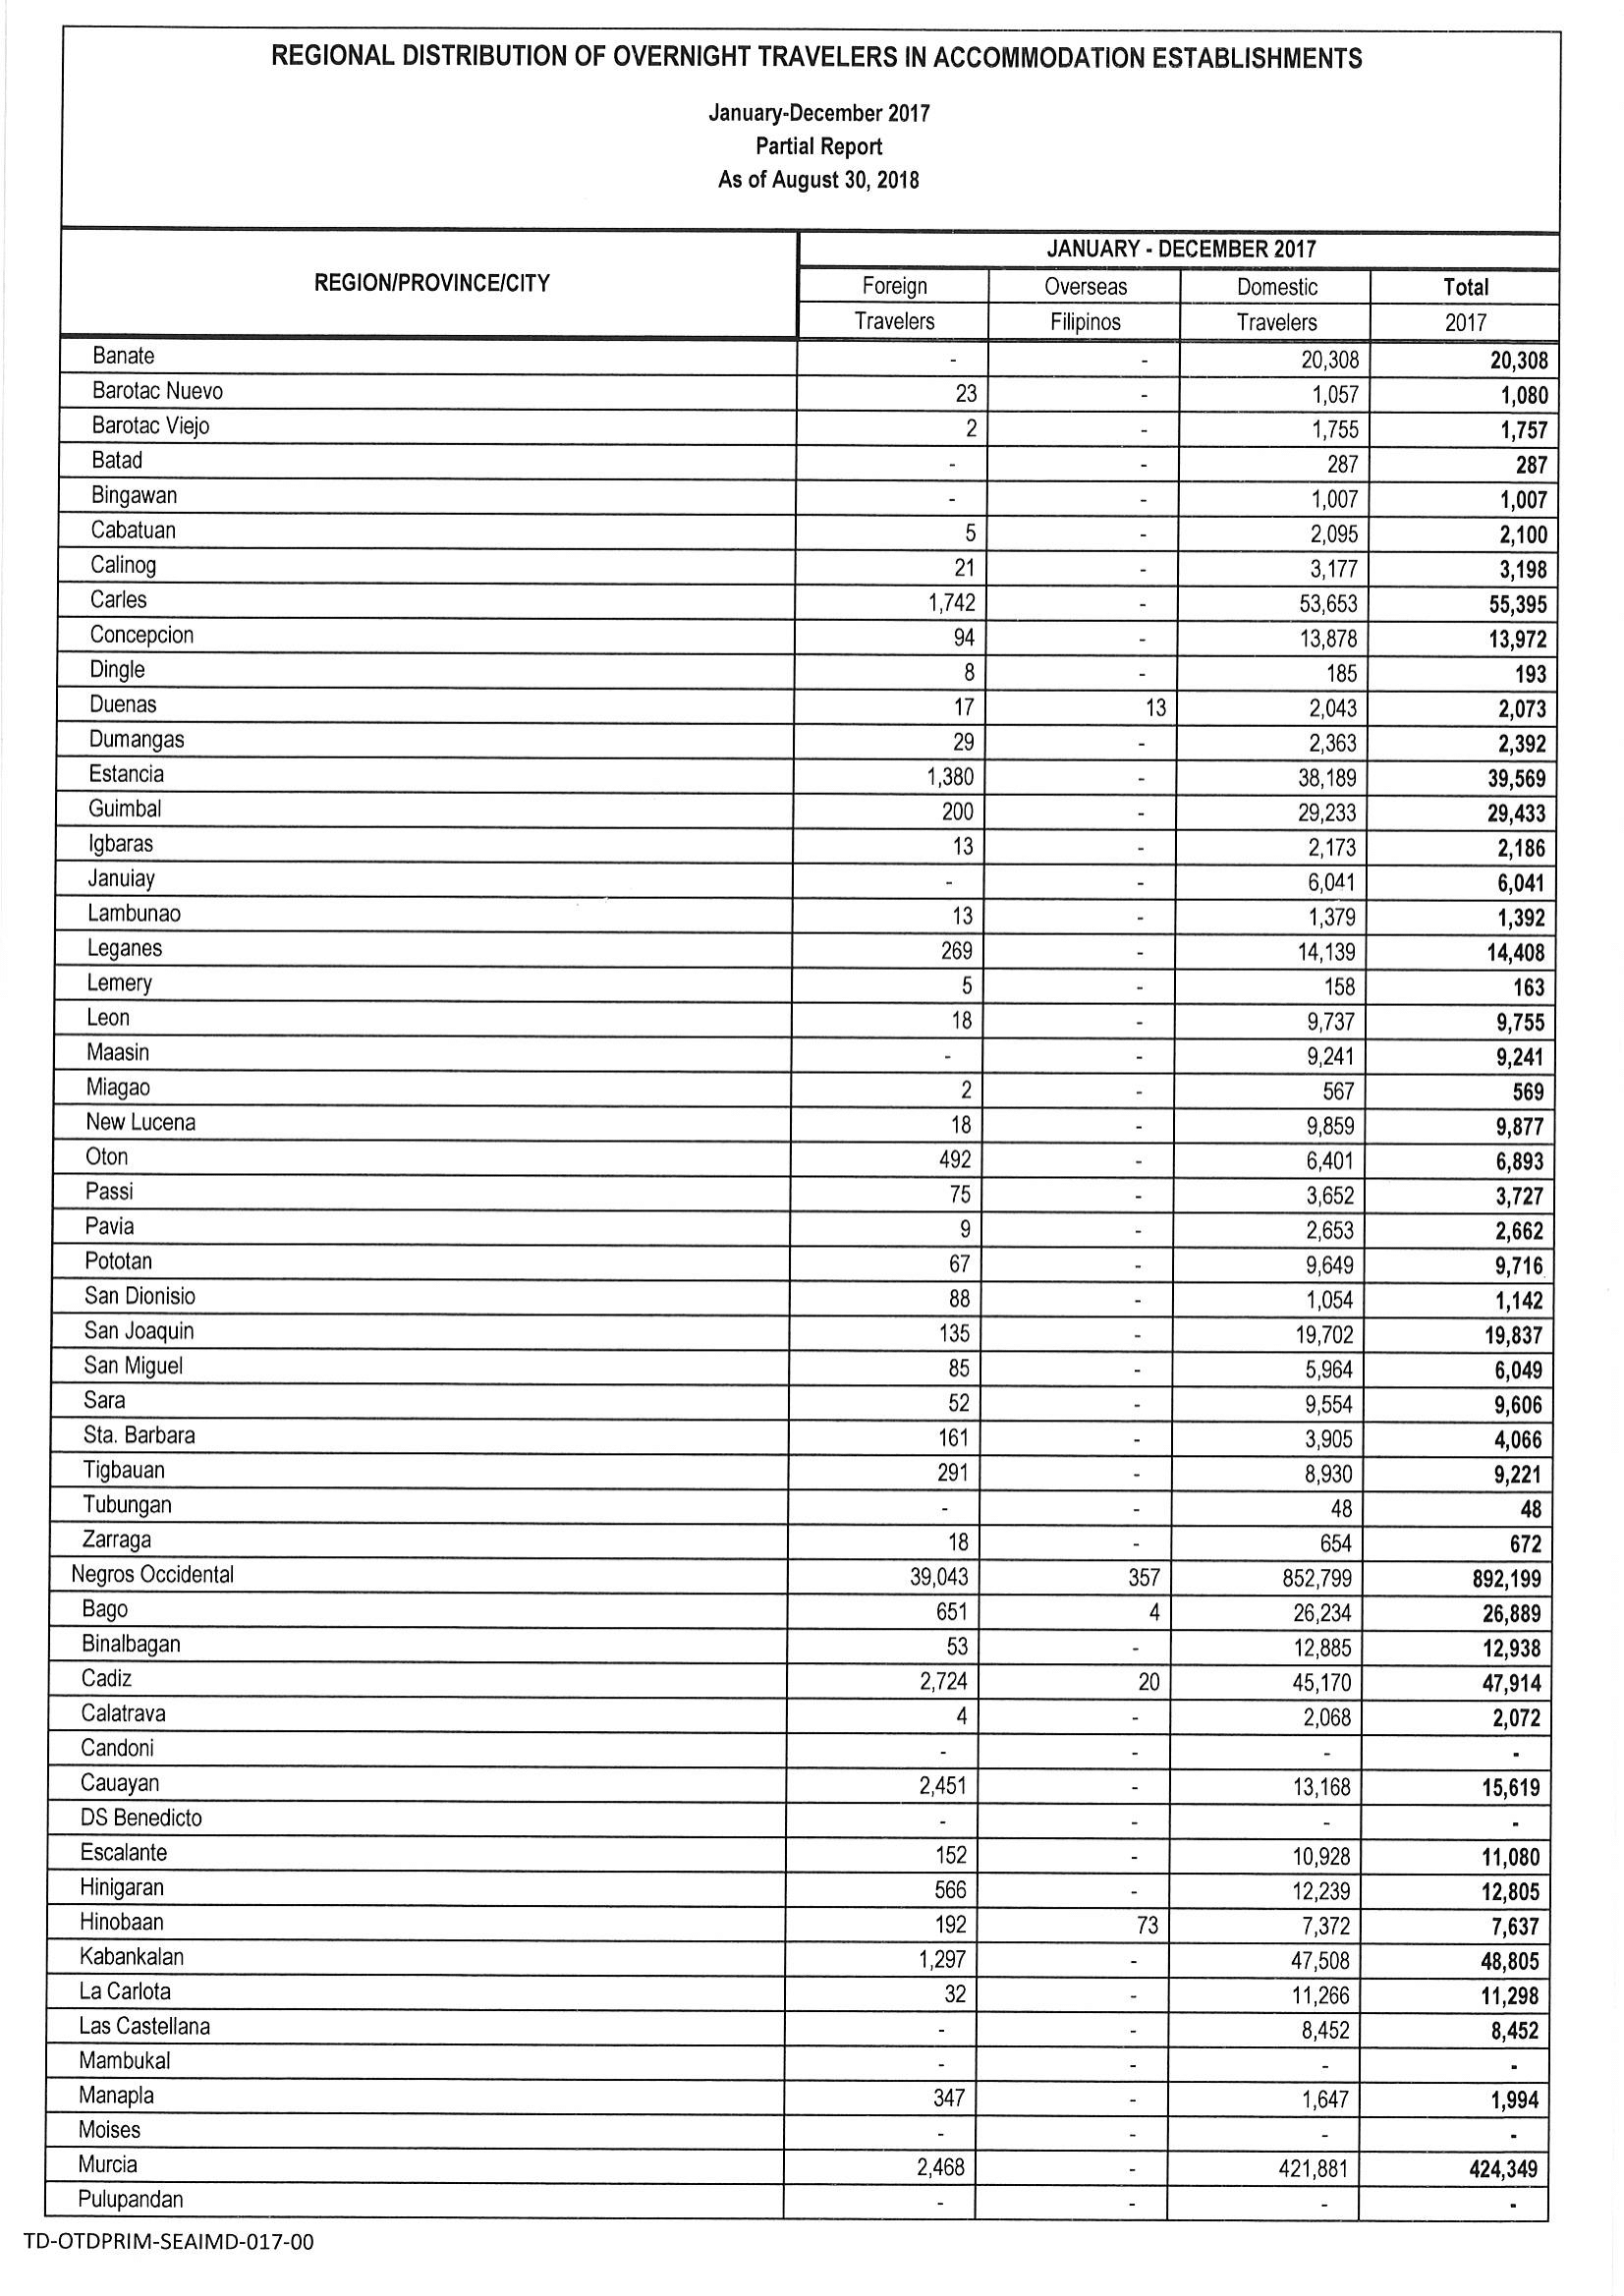 REGIONAL DISTRIBUTION OF OVERNIGHT TRAVELERS IN ACCOMMODATION ESTABLISHMENTS
January-December 2017
Partial Report
As of August 30, 2018
REGION/PROVINCE/CITY
JANUARY - DECEMBER 2017
Foreign Overseas Domestic Total
Travelers Filipinos Travelers 2017
Banate - - 20,308 20,308
Barotac Nuevo 23 - 1,057 1,080
Barotac Viejo 2 - 1,755 1,757
Batad - - 287 287
Bingawan - - 1,007 1,007
Cabatuan 5 - 2,095 2,100
Calinog 21 - 3,177 3,198
Carles 1,742 - 53,653 55,395
Concepcion 94 - 13,878 13,972
Dingle 8 - 185 193
Duenas 17 13 2,043 2,073
Dumangas 29 - 2,363 2,392
Estancia 1,380 - 38,189 39,569
Guimbal 200 - 29,233 29,433
Igbaras 13 - 2,173 2,186
Januiay - - 6,041 6,041
Lambunao 13 - 1,379 1,392
Leganes 269 - 14,139 14,408
Lemery 5 - 158 163
Leon 18 - 9,737 9,755
Maasin - - 9,241 9,241
Miagao 2 - 567 569
New Lucena 18 - 9,859 9,877
Oton 492 - 6,401 6,893
Passi 75 - 3,652 3,727
Pavia 9 - 2,653 2,662
Pototan 67 - 9,649 9,716
San Dionisio 88 - 1,054 1,142
San Joaquin 135 - 19,702 19,837
San Miguel 85 - 5,964 6,049
Sara 52 - 9,554 9,606
Sta. Barbara 161 - 3,905 4,066
Tigbauan 291 - 8,930 9,221
Tubungan - - 48 48
Zarraga 18 - 654 672
Negros Occidental 39,043 357 852,799 892,199
Bago 651 4 26,234 26,889
Binalbagan 53 - 12,885 12,938
Cadiz 2,724 20 45,170 47,914
Calatrava 4 - 2,068 2,072
Candoni - - - -
Cauayan 2,451 - 13,168 15,619
DS Benedicto - - - -
Escalante 152 - 10,928 11,080
Hinigaran 566 - 12,239 12,805
Hinobaan 192 73 7,372 7,637
Kabankalan 1,297 - 47,508 48,805
La Carlota 32 - 11,266 11,298
Las Castellana - - 8,452 8,452
Mambukal - - - -
Manapla 347 - 1,647 1,994
Moises - - - -
Murcia 2,468 - 421,881 424,349
Pulupandan - - - -
TD-OTDPRIM-SEAIMD-017-00